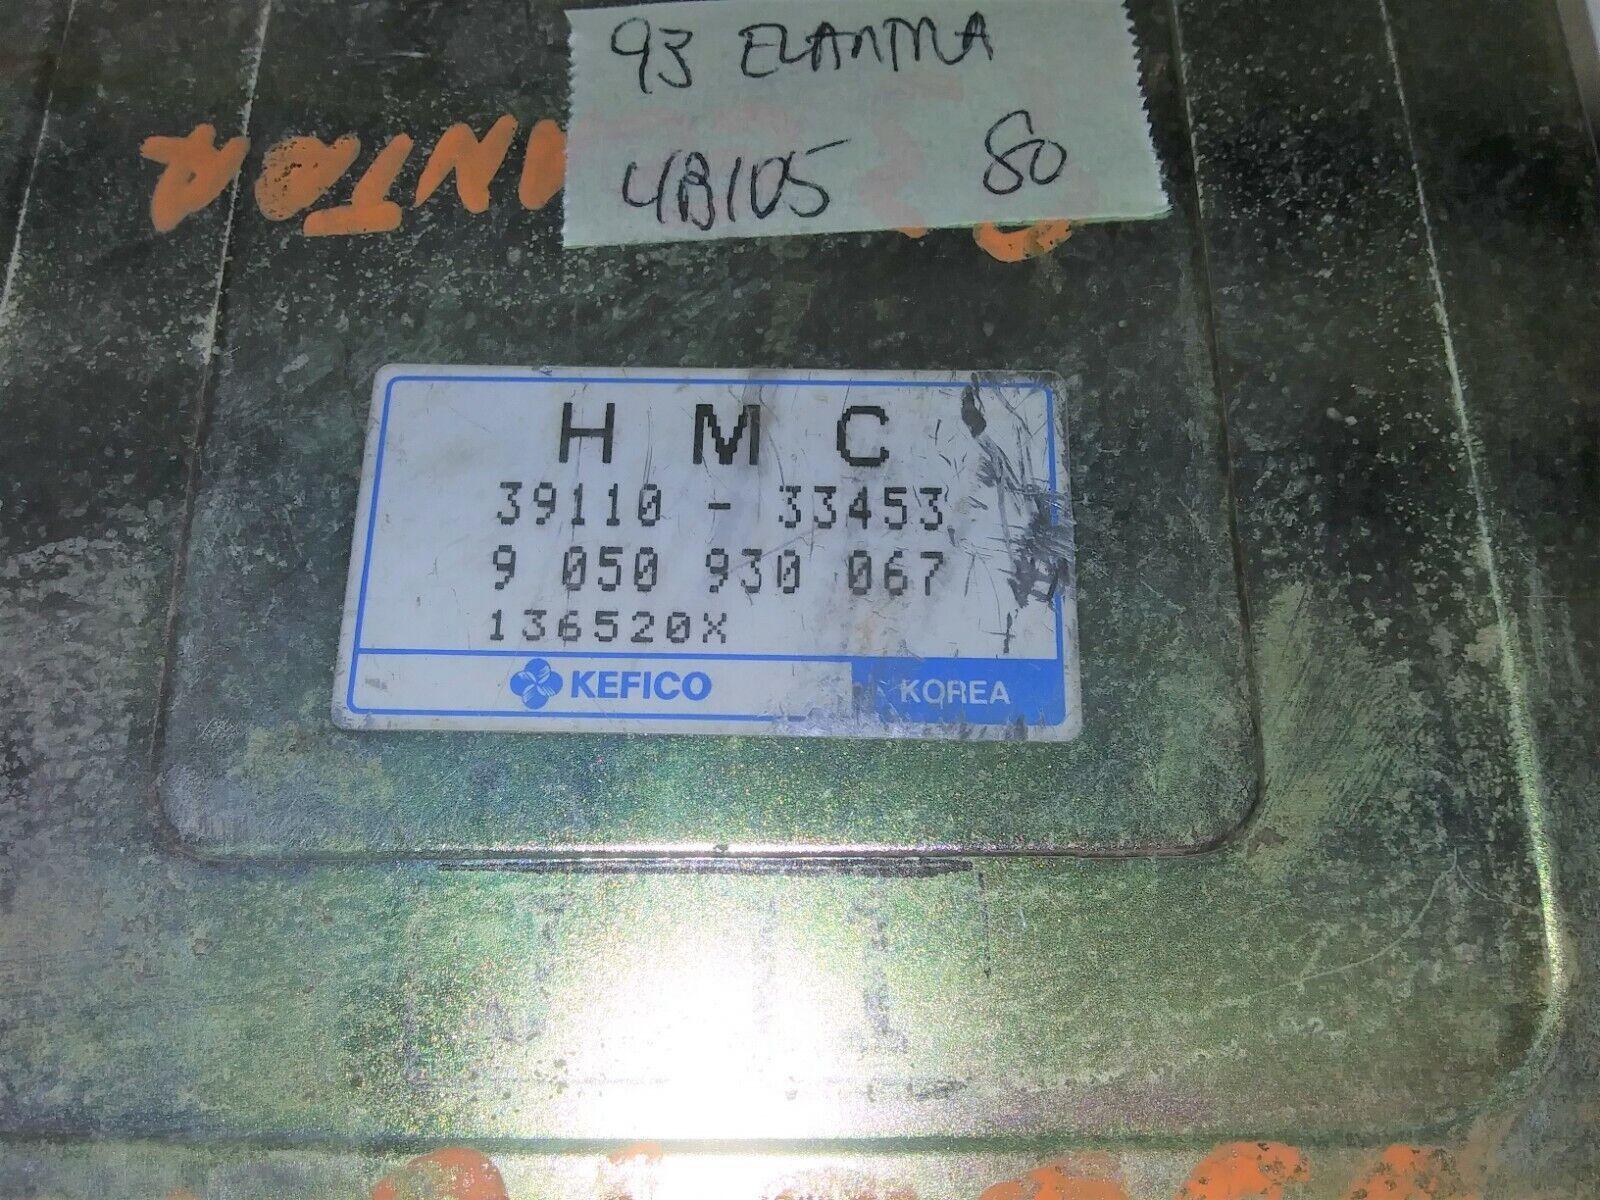 93 ELANTRA
4B105 80
H M C
39110 - 33453
9 050 930 067
136520X
KEFICO
KOREA